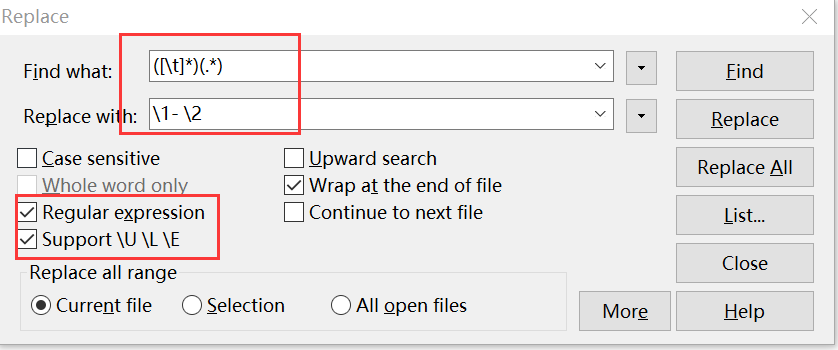 Replace
Find what: ([\t]*)(.*) Find
Replace with: \1- \2 Replace
Case sensitive Upward search Replace All
Whole word only Wrap at the end of file
Regular expression Continue to next file List...
Support \U \L \E
Close
Replace all range
Current file Selection All open files More Help